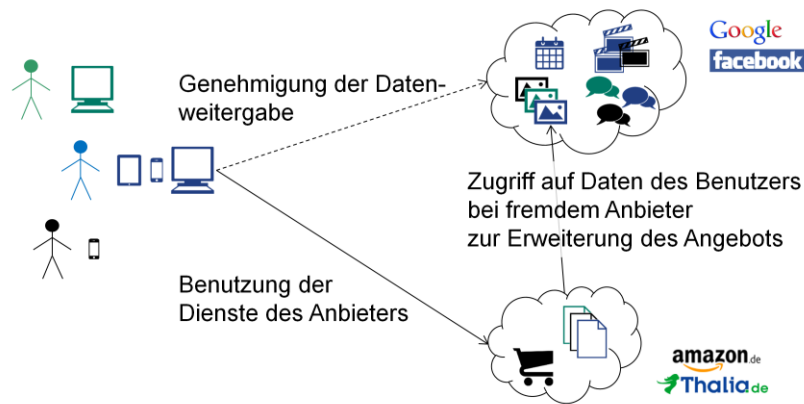 Google
facebook
Genehmigung der Daten-
weitergabe
Zugriff auf Daten des Benutzers
bei fremdem Anbieter
zur Erweiterung des Angebots
Benutzung der
Dienste des Anbieters
amazon.de
Thalia.de